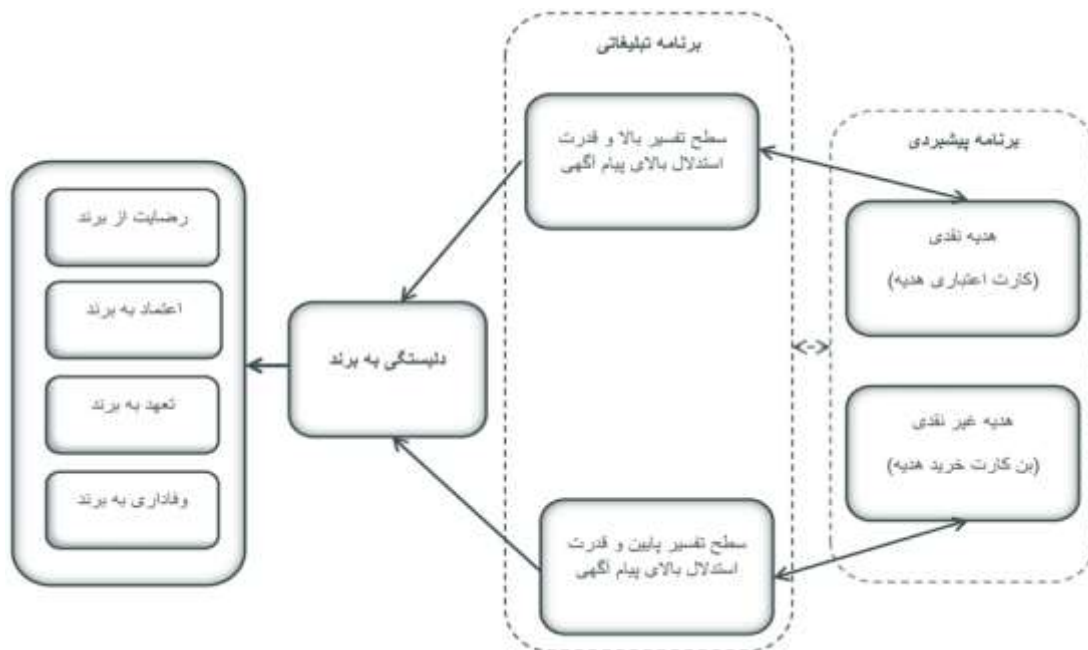 برنامه پیشبردی
هدیه نقدی
(کارت اعتباری هدیه)
هدیه غیر نقدی
(بن کارت خرید هدیه)
برنامه تبلیغاتی
سطح تفسیر بالا و قدرت
استدلال بالای پیام آگهی
سطح تفسیر پایین و قدرت
استدلال بالای پیام آگهی
دلبستگی به برند
رضایت از برند
اعتماد به برند
تعهد به برند
وفاداری به برند